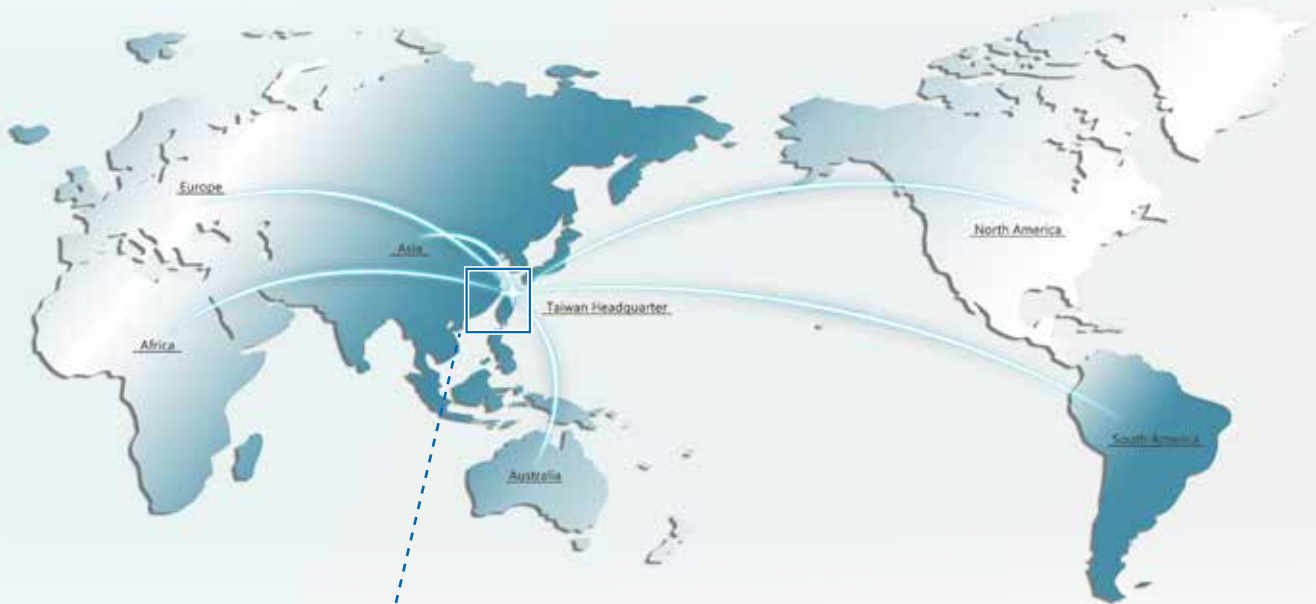 Europe
Asia
North America
Taiwan Headquarter
Africa
South America
Australia